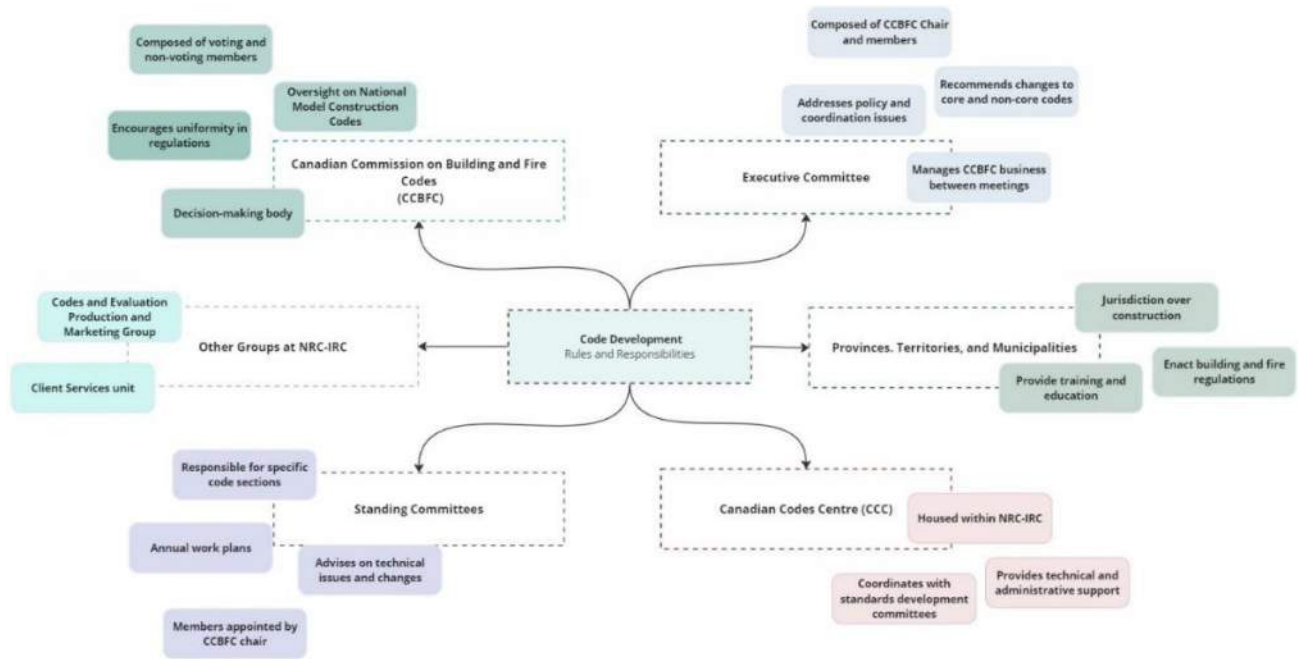 Composed of voting and
non-voting members
Oversight on National
Model Construction
Codes
Encourages uniformity in
regulations
Canadian Commission on Building and Fire
Codes
(CCBFC)
Decision-making body
Composed of CCBFC Chair
and members
Recommends changes to
core and non-core codes
Addresses policy and
coordination issues
Executive Committee
Manages CCBFC business
between meetings
Codes and Evaluation
Production and
Marketing Group
Other Groups at NRC-IRC
Client Services unit
Code Development
Rules and Responsibilities
Jurisdiction over
construction
Provinces. Territories, and Municipalities
Enact building and fire
regulations
Provide training and
education
Responsible for specific
code sections
Standing Committees
Annual work plans
Advises on technical
issues and changes
Members appointed by
CCBFC chair
Canadian Codes Centre (CCC)
Housed within NRC-IRC
Coordinates with
standards development
committees
Provides technical and
administrative support